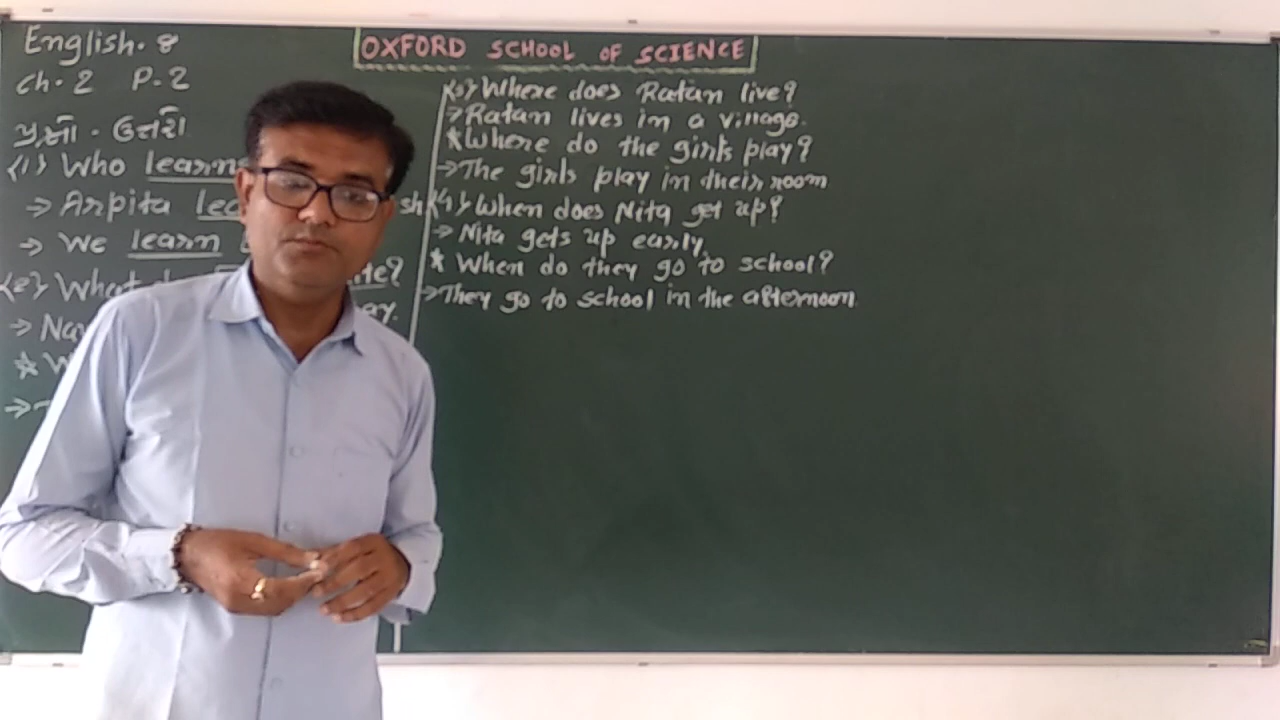 English. 8
Ch. 2 P. 2
OXFORD SCHOOL OF SCIENCE
પ્રશ્નો - ઉત્તરો
(1) Who learn
→ Arpita sh
→ We learn
(2) What
→
★
→
(3) Where does Ratan live?
→ Ratan lives in a village.
★ Where do the girls play?
→ The girls play in their room
(4) When does Nita get up?
→ Nita gets up early.
★ When do they go to school?
→ They go to school in the afternoon.